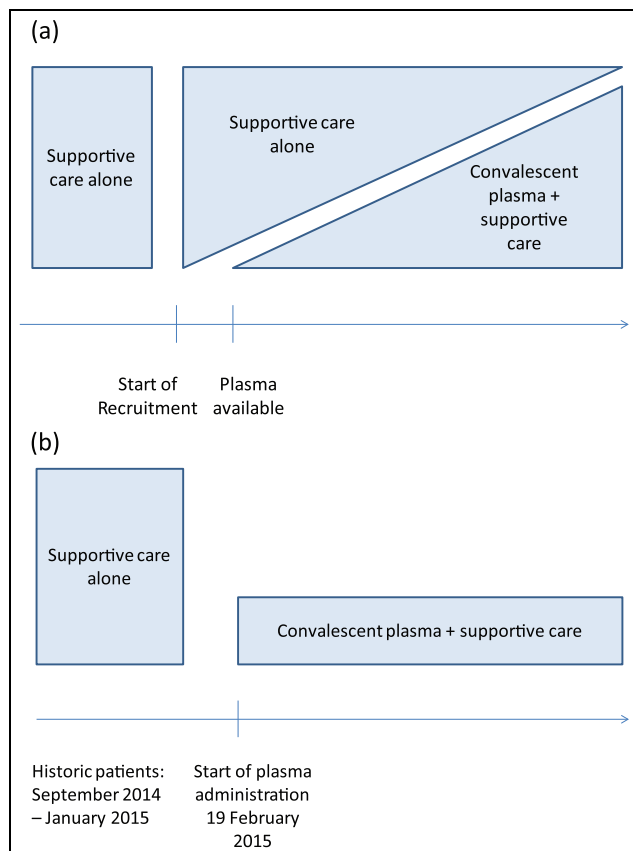 (a)
Supportive
care alone
Supportive care
alone
Convalescent
plasma +
supportive
care
Start of
Recruitment
Plasma
available
(b)
Supportive care
alone
Convalescent plasma + supportive care
Historic patients:
September 2014
– January 2015
Start of plasma
administration
19 February
2015